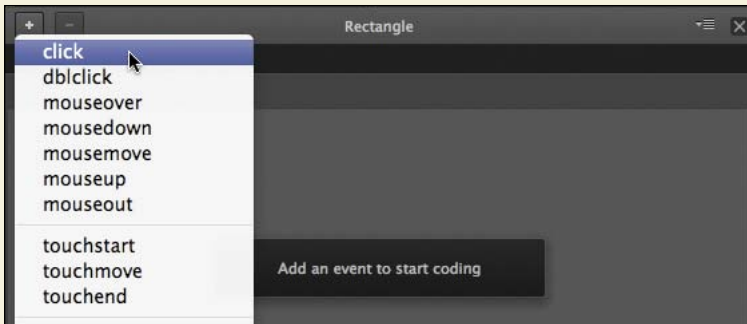 Rectangle
click
dblclick
mouseover
mousedown
mousemove
mouseup
mouseout
touchstart
touchmove
touchend
Add an event to start coding